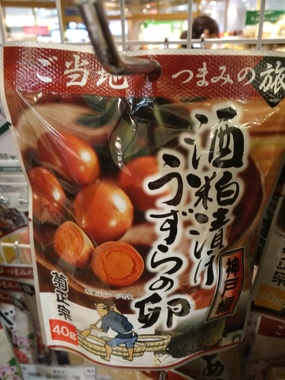 ご当地 つまみの旅
酒粕漬け
うずらの卵
神戸編
菊正宗
40g